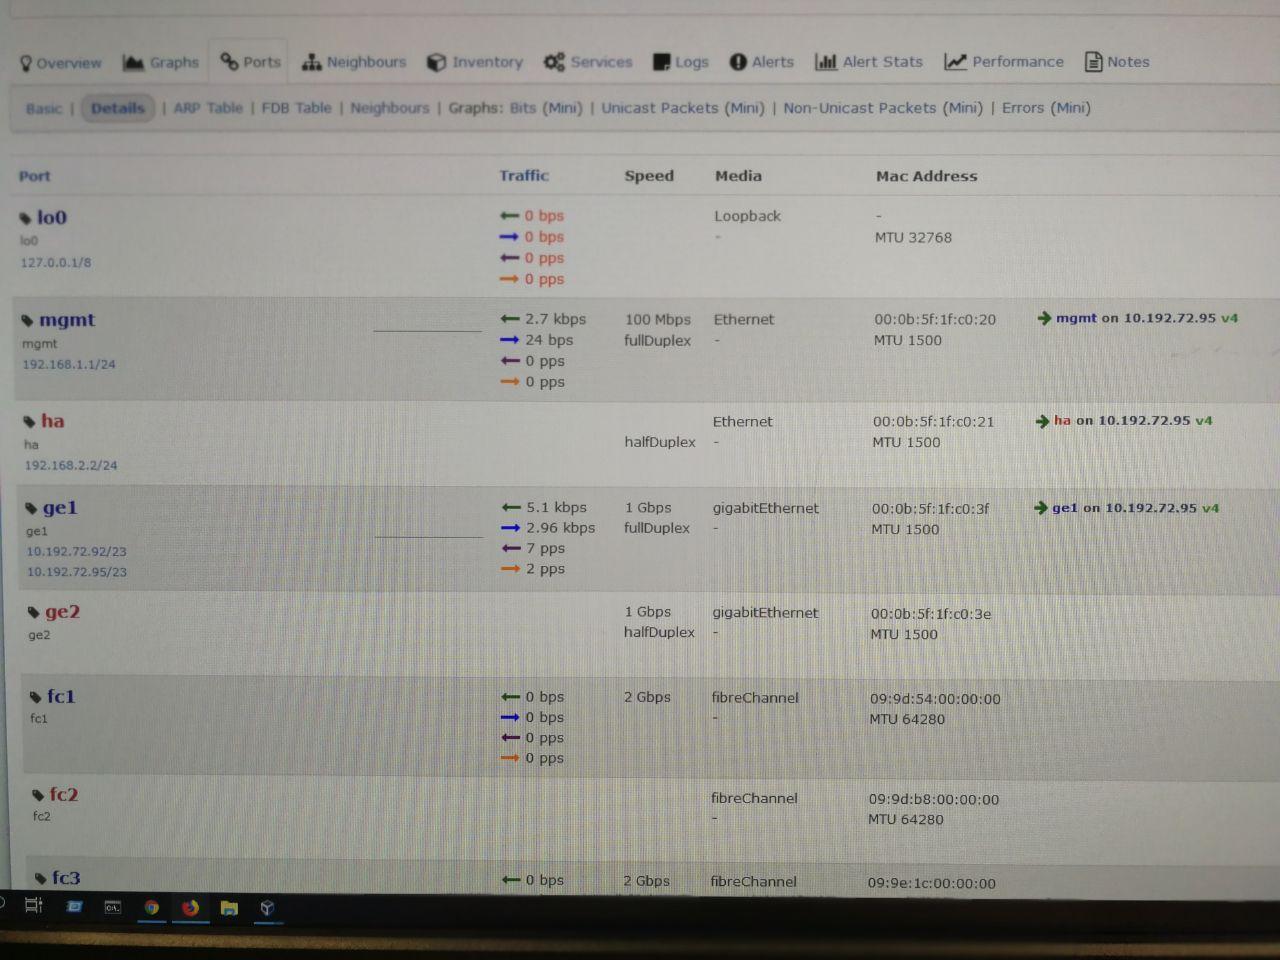 Overview Graphs Ports Neighbours Inventory Services Logs Alerts Alert Stats Performance Notes
Basic | Details | ARP Table | FDB Table | Neighbours | Graphs: Bits (Mini) | Unicast Packets (Mini) | Non-Unicast Packets (Mini) | Errors (Mini)
Port Traffic Speed Media Mac Address
lo0 0 bps Loopback -
lo0 0 bps - MTU 32768
127.0.0.1/8 0 pps
0 pps
mgmt 2.7 kbps 100 Mbps Ethernet 00:0b:5f:1f:c0:20 mgmt on 10.192.72.95 v4
mgmt 24 bps fullDuplex - MTU 1500
192.168.1.1/24 0 pps
0 pps
ha Ethernet 00:0b:5f:1f:c0:21 ha on 10.192.72.95 v4
ha halfDuplex - MTU 1500
192.168.2.2/24
ge1 5.1 kbps 1 Gbps gigabitEthernet 00:0b:5f:1f:c0:3f ge1 on 10.192.72.95 v4
ge1 2.96 kbps fullDuplex - MTU 1500
10.192.72.92/23 7 pps
10.192.72.95/23 2 pps
ge2 1 Gbps gigabitEthernet 00:0b:5f:1f:c0:3e
ge2 halfDuplex - MTU 1500
fc1 0 bps 2 Gbps fibreChannel 09:9d:54:00:00:00
fc1 0 bps - MTU 64280
0 pps
0 pps
fc2 fibreChannel 09:9d:b8:00:00:00
fc2 - MTU 64280
fc3 0 bps 2 Gbps fibreChannel 09:9e:1c:00:00:00